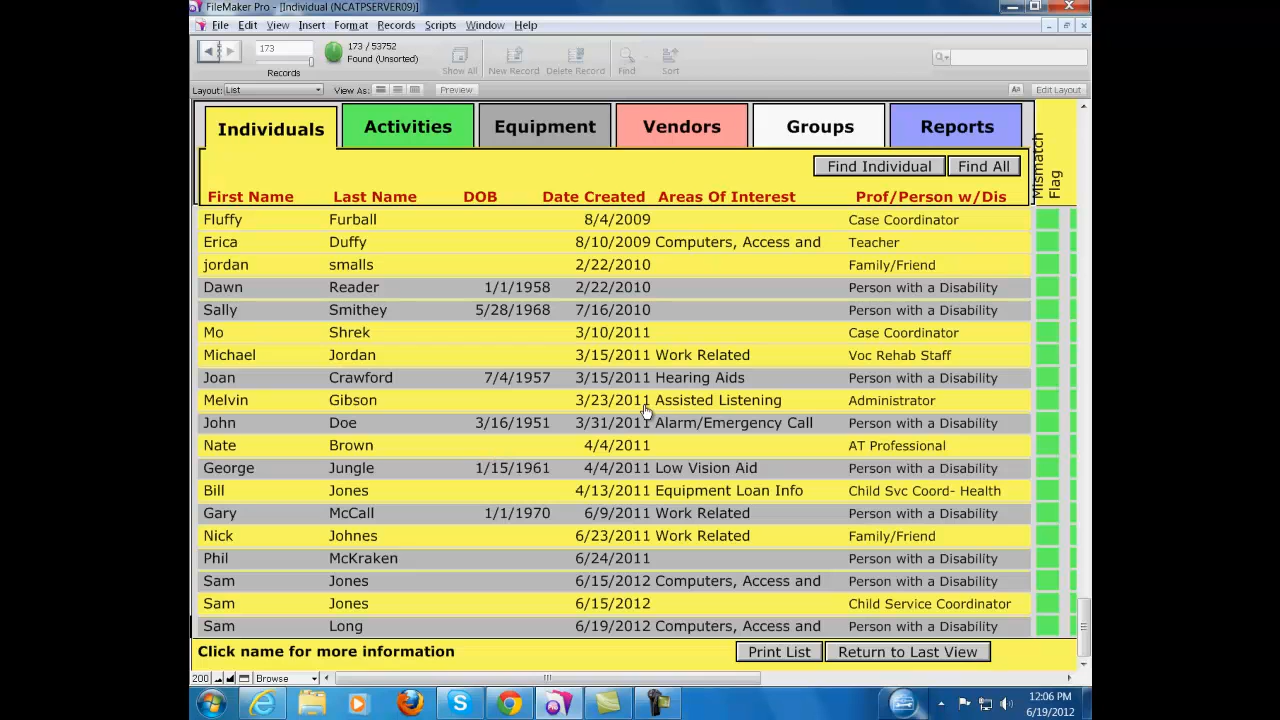 FileMaker Pro - [Individual (NCATPSERVER09)]
File Edit View Insert Format Records Scripts Window Help
173
173 / 53752
Found (Unsorted)
Records
Show All New Record Delete Record Find Sort
Layout: List View As: Preview Aa Edit Layout
Individuals Activities Equipment Vendors Groups Reports
Find Individual Find All
Mismatch
Flag
First Name Last Name DOB Date Created Areas Of Interest Prof/Person w/Dis
Fluffy Furball 8/4/2009 Case Coordinator
Erica Duffy 8/10/2009 Computers, Access and Teacher
jordan smalls 2/22/2010 Family/Friend
Dawn Reader 1/1/1958 2/22/2010 Person with a Disability
Sally Smithey 5/28/1968 7/16/2010 Person with a Disability
Mo Shrek 3/10/2011 Case Coordinator
Michael Jordan 3/15/2011 Work Related Voc Rehab Staff
Joan Crawford 7/4/1957 3/15/2011 Hearing Aids Person with a Disability
Melvin Gibson 3/23/2011 Assisted Listening Administrator
John Doe 3/16/1951 3/31/2011 Alarm/Emergency Call Person with a Disability
Nate Brown 4/4/2011 AT Professional
George Jungle 1/15/1961 4/4/2011 Low Vision Aid Person with a Disability
Bill Jones 4/13/2011 Equipment Loan Info Child Svc Coord- Health
Gary McCall 1/1/1970 6/9/2011 Work Related Person with a Disability
Nick Johnes 6/23/2011 Work Related Family/Friend
Phil McKraken 6/24/2011 Person with a Disability
Sam Jones 6/15/2012 Computers, Access and Person with a Disability
Sam Jones 6/15/2012 Child Service Coordinator
Sam Long 6/19/2012 Computers, Access and Person with a Disability
Click name for more information Print List Return to Last View
200 Browse
12:06 PM
6/19/2012